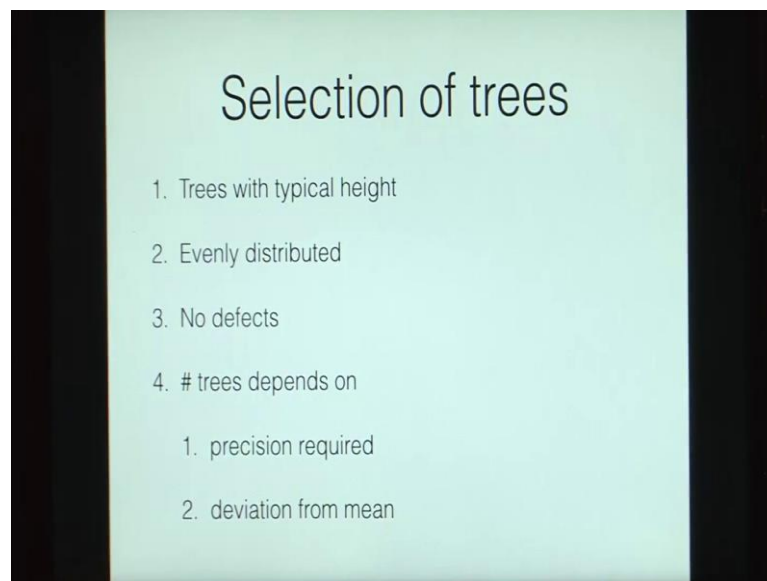 Selection of trees
1. Trees with typical height
2. Evenly distributed
3. No defects
4. # trees depends on
1. precision required
2. deviation from mean